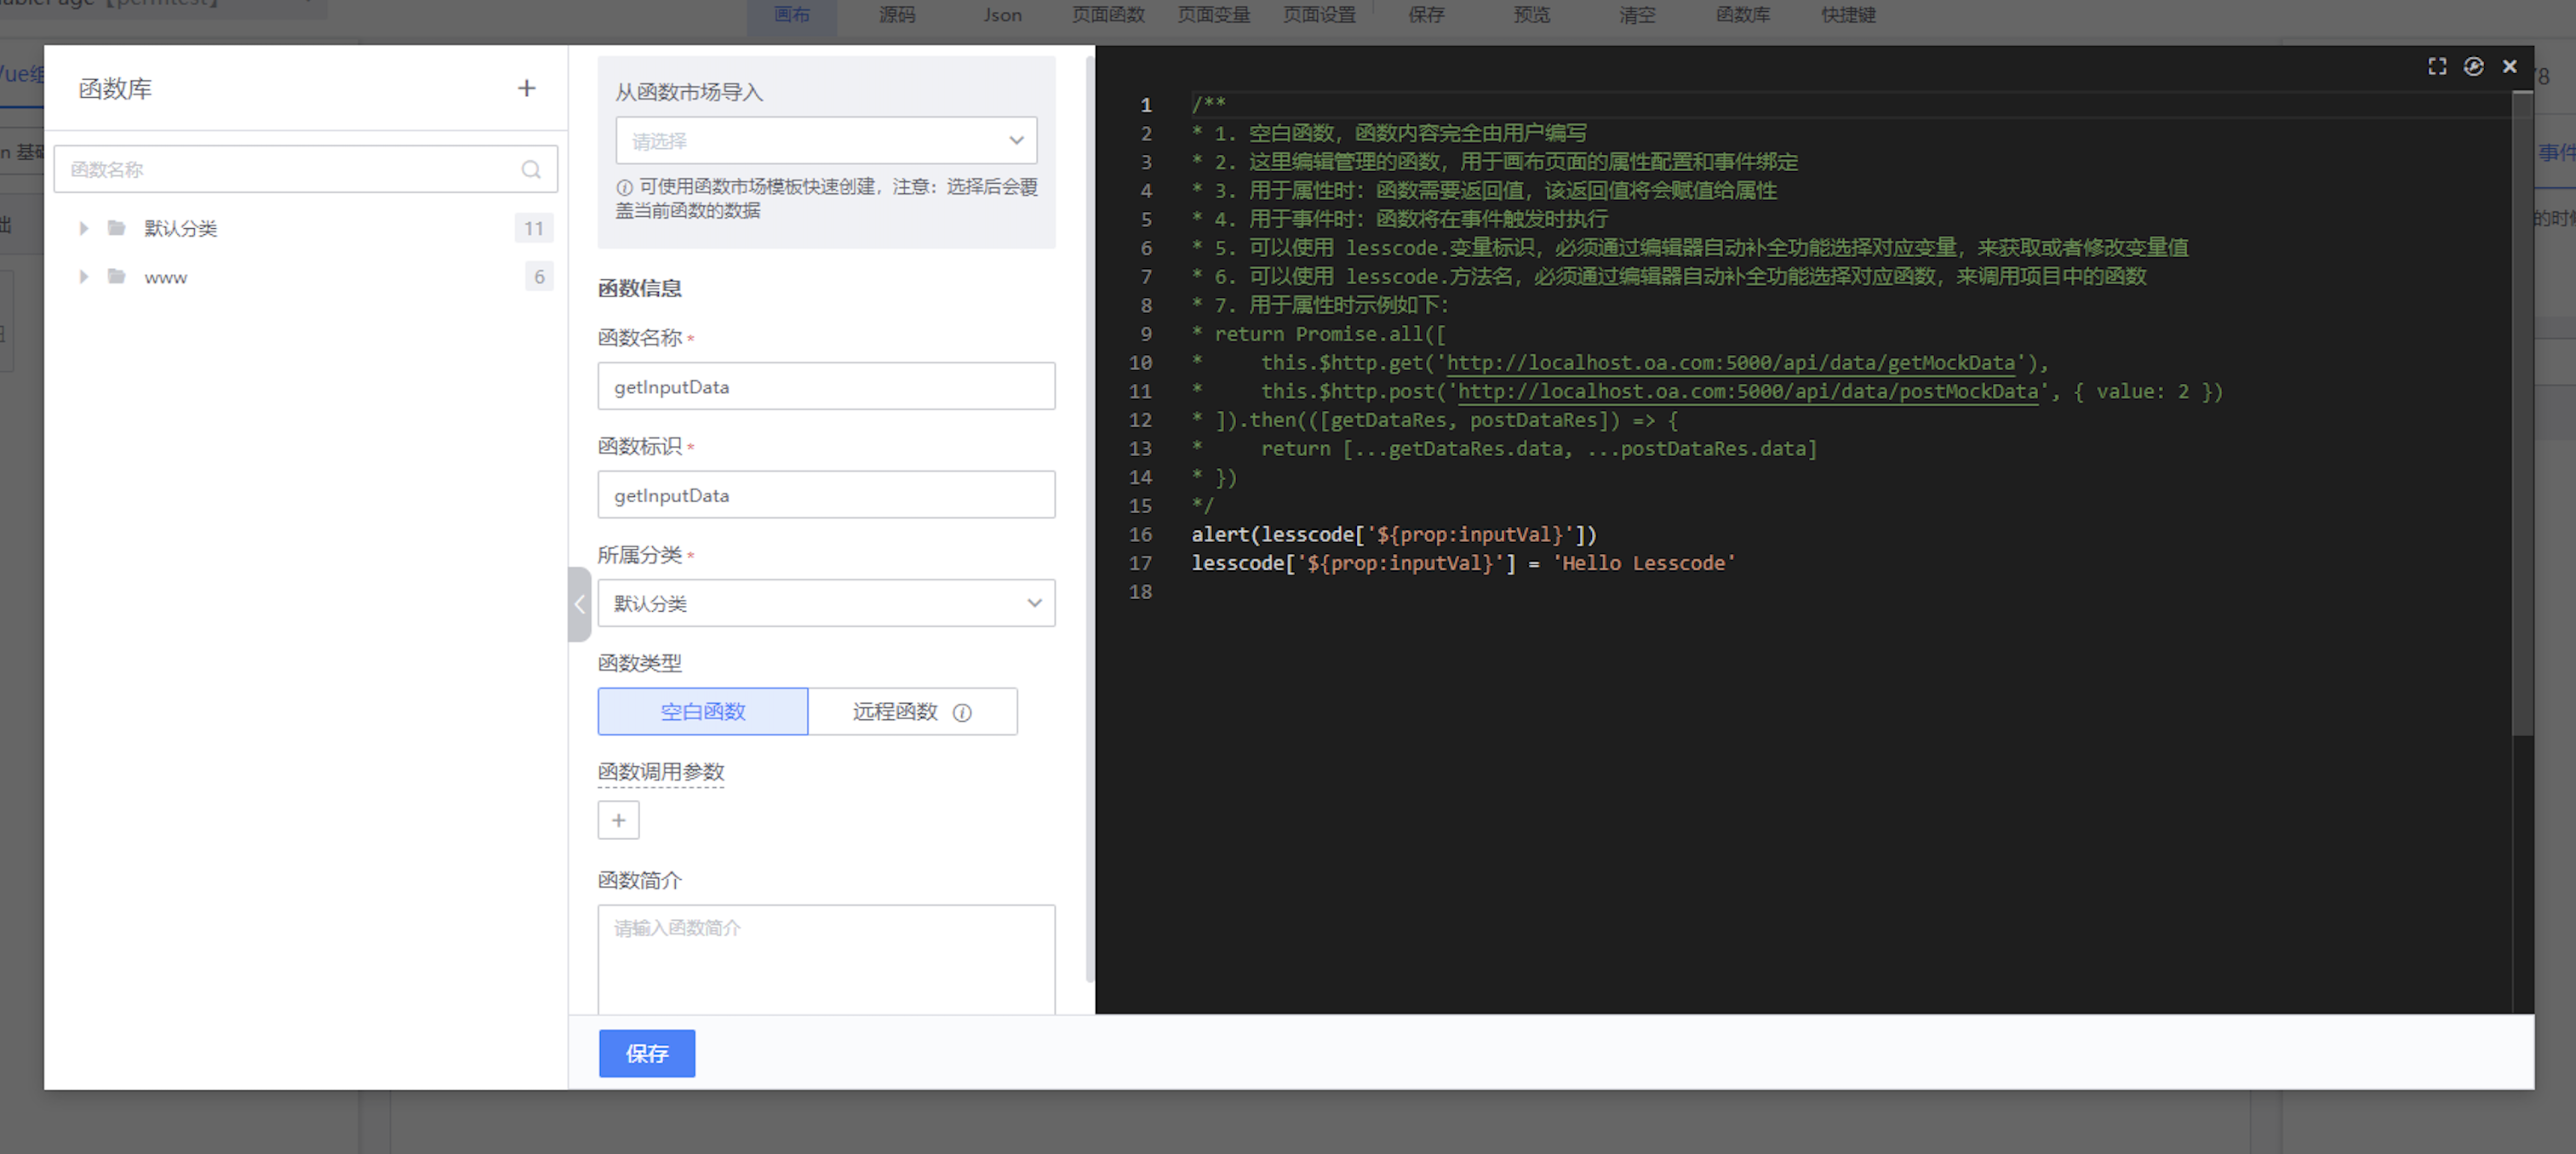 画布 源码 Json 页面函数 页面变量 页面设置 保存 预览 清空 函数库 快捷键
函数库
函数名称
默认分类 11
www 6
从函数市场导入
请选择
可使用函数市场模板快速创建，注意：选择后会覆
盖当前函数的数据
函数信息
函数名称 *
getInputData
函数标识 *
getInputData
所属分类 *
默认分类
函数类型
空白函数 远程函数
函数调用参数
+
函数简介
请输入函数简介
保存
1 /**
2 * 1. 空白函数，函数内容完全由用户编写
3 * 2. 这里编辑管理的函数，用于画布页面的属性配置和事件绑定
4 * 3. 用于属性时：函数需要返回值，该返回值将会赋值给属性
5 * 4. 用于事件时：函数将在事件触发时执行
6 * 5. 可以使用 lesscode.变量标识，必须通过编辑器自动补全功能选择对应变量，来获取或者修改变量值
7 * 6. 可以使用 lesscode.方法名，必须通过编辑器自动补全功能选择对应函数，来调用项目中的函数
8 * 7. 用于属性时示例如下：
9 * return Promise.all([
10 *     this.$http.get('http://localhost.oa.com:5000/api/data/getMockData'),
11 *     this.$http.post('http://localhost.oa.com:5000/api/data/postMockData', { value: 2 })
12 * ]).then(([getDataRes, postDataRes]) => {
13 *     return [...getDataRes.data, ...postDataRes.data]
14 * })
15 */
16 alert(lesscode['${prop:inputVal}'])
17 lesscode['${prop:inputVal}'] = 'Hello Lesscode'
18